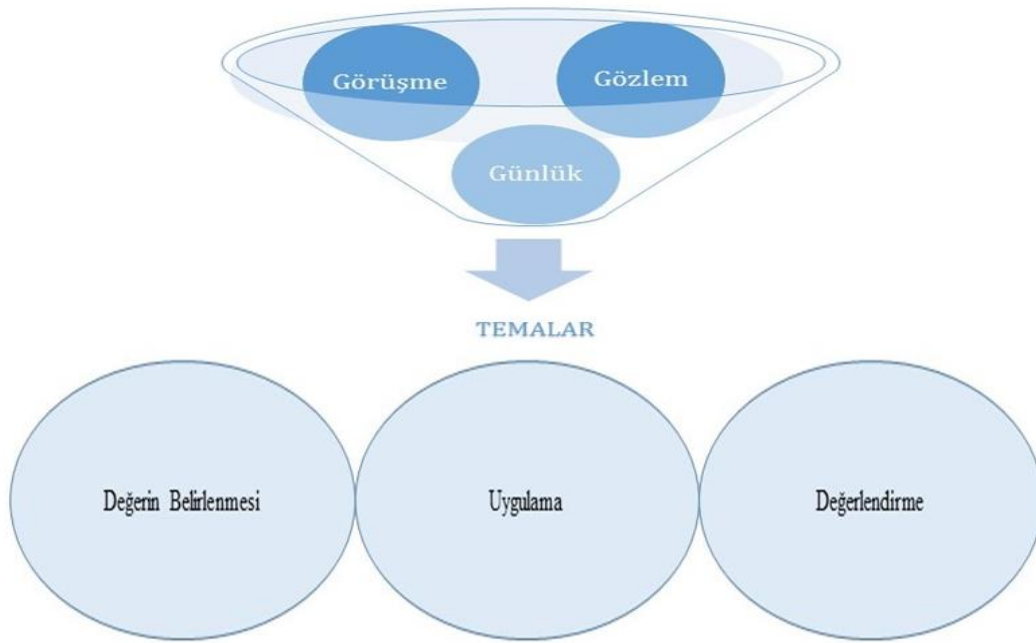 Görüşme
Gözlem
Günlük
TEMALAR
Değerin Belirlenmesi
Uygulama
Değerlendirme